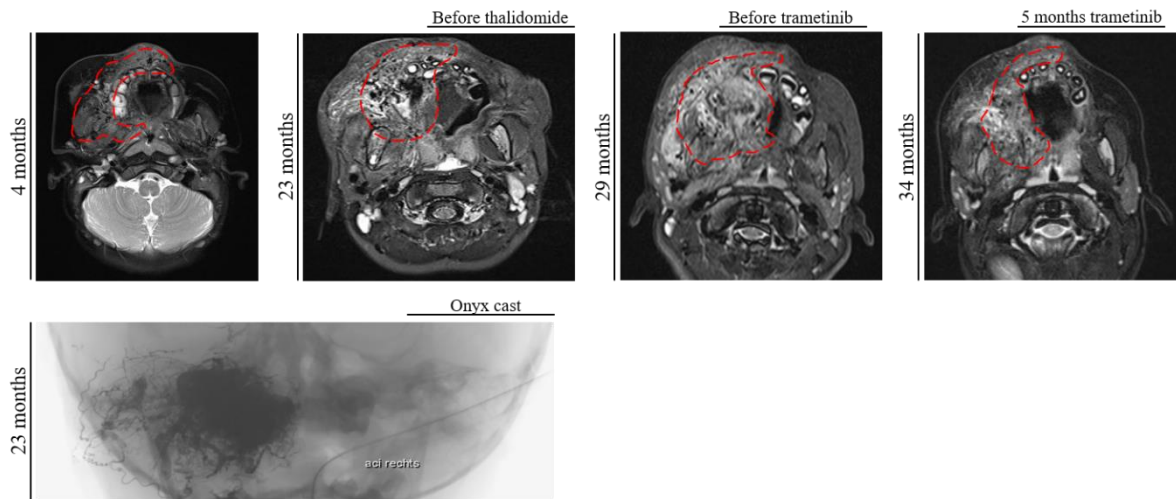 Before thalidomide
Before trametinib
5 months trametinib
4 months
23 months
29 months
34 months
Onyx cast
23 months
aci rechts